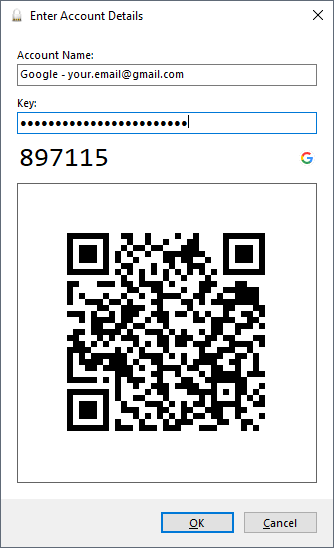 Enter Account Details
Account Name:
Google - your.email@gmail.com
Key:
●●●●●●●●●●●●●●●●●●●●●●●●
897115
OK
Cancel